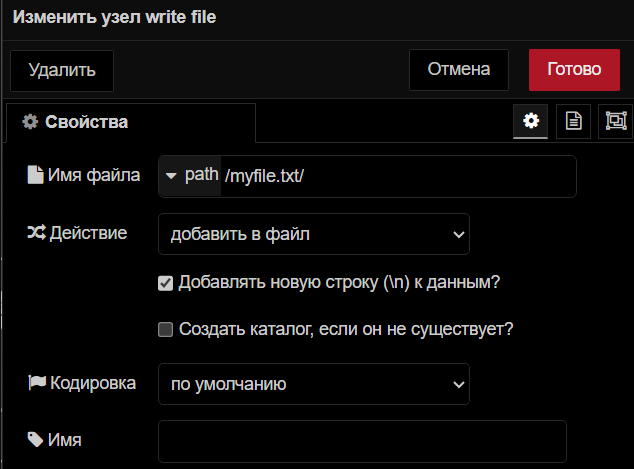 Изменить узел write file
Удалить
Отмена
Готово
Свойства
Имя файла
path /myfile.txt/
Действие
добавить в файл
Добавлять новую строку (\n) к данным?
Создать каталог, если он не существует?
Кодировка
по умолчанию
Имя